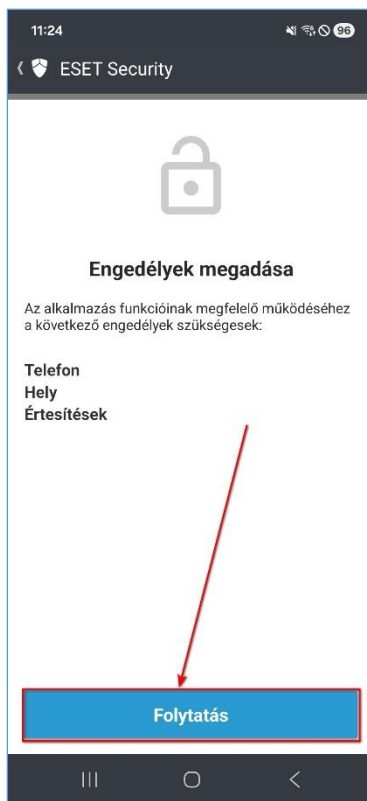 11:24
96
ESET Security
Engedélyek megadása
Az alkalmazás funkcióinak megfelelő működéséhez
a következő engedélyek szükségesek:
Telefon
Hely
Értesítések
Folytatás